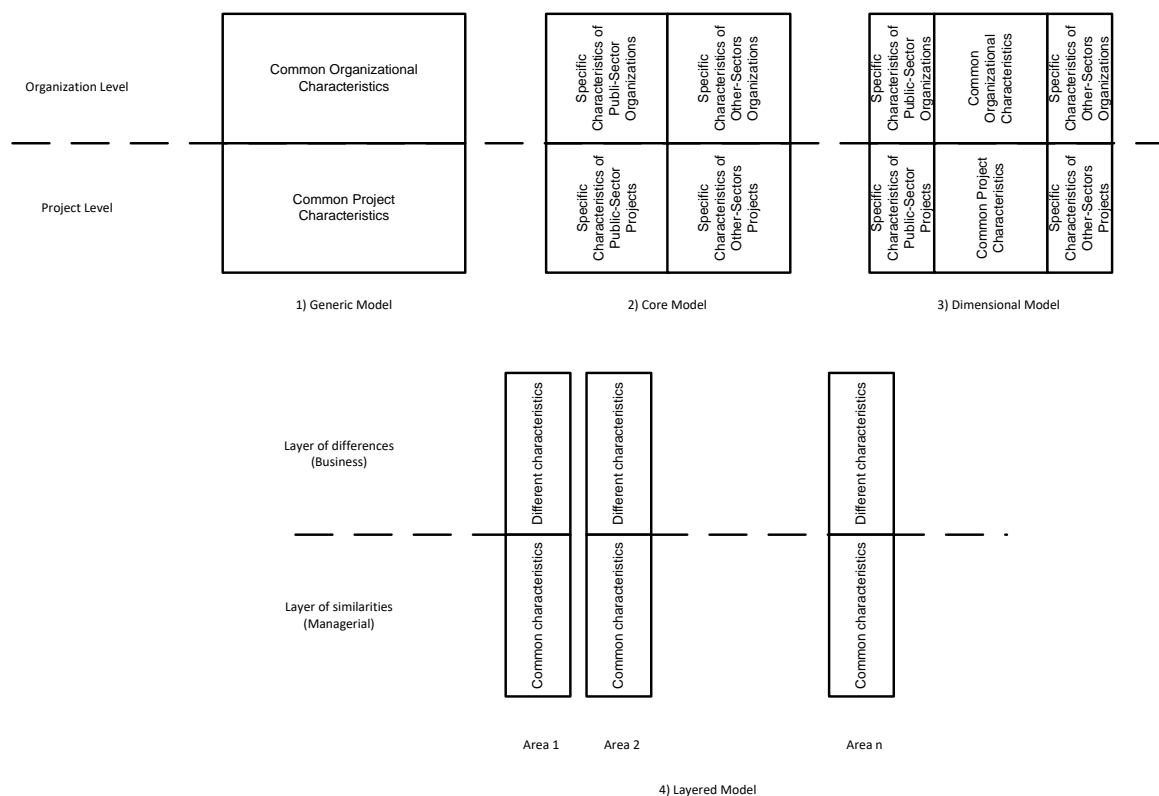 Organization Level
Common Organizational
Characteristics
Specific
Characteristics of
Publi-Sector
Organizations
Specific
Characteristics of
Other-Sectors
Organizations
Specific
Characteristics of
Public-Sector
Organizations
Common
Organizational
Characteristics
Specific
Characteristics of
Other-Sectors
Organizations
Project Level
Common Project
Characteristics
Specific
Characteristics of
Public-Sector
Projects
Specific
Characteristics of
Other-Sectors
Projects
Specific
Characteristics of
Public-Sector
Projects
Common Project
Characteristics
Specific
Characteristics of
Other-Sectors
Projects
1) Generic Model
2) Core Model
3) Dimensional Model
Layer of differences
(Business)
Different characteristics
Different characteristics
Different characteristics
Layer of similarities
(Managerial)
Common characteristics
Common characteristics
Common characteristics
Area 1
Area 2
Area n
4) Layered Model